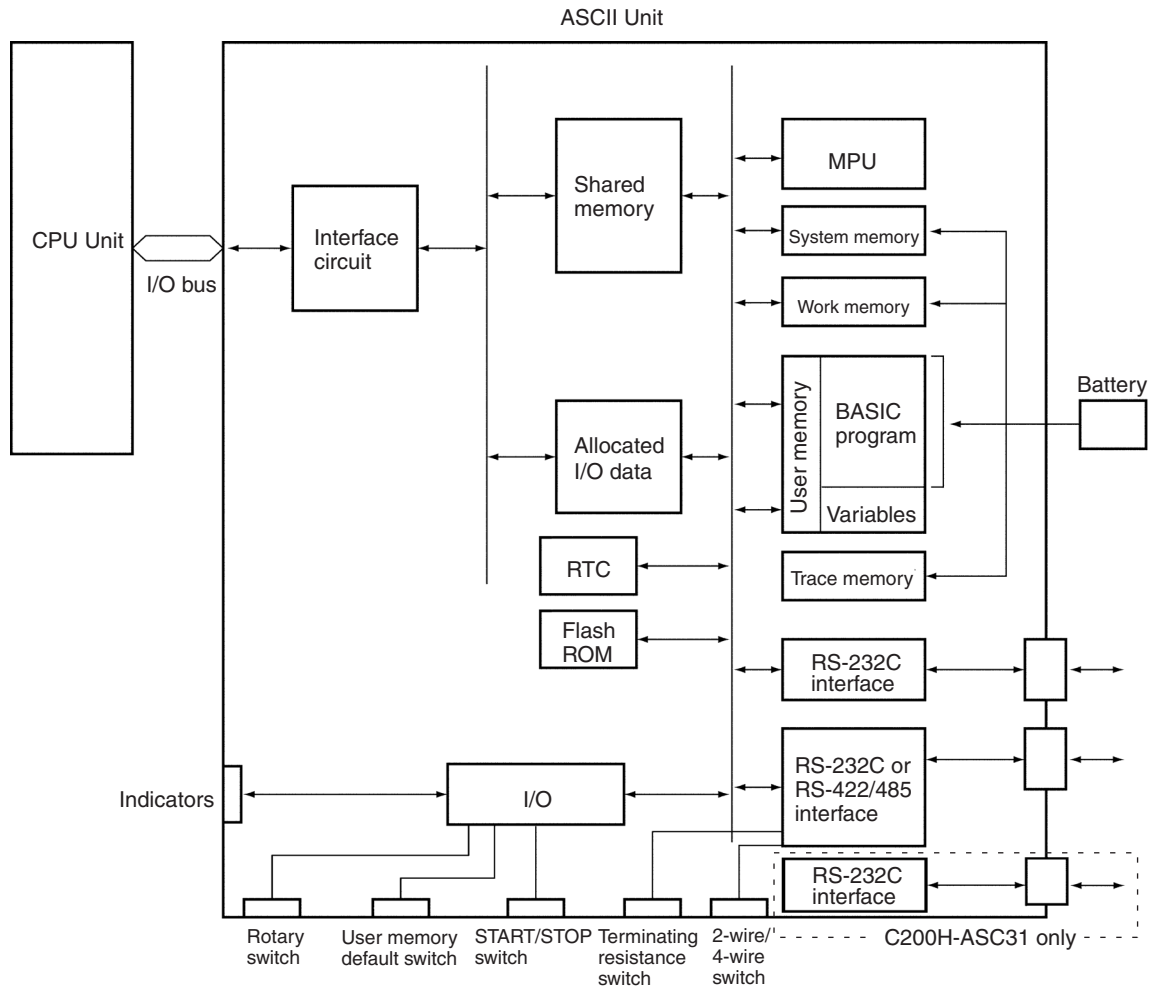 ASCII Unit
CPU Unit
I/O bus
Interface
circuit
Shared
memory
MPU
System memory
Work memory
User memory
BASIC
program
Variables
Battery
Allocated
I/O data
RTC
Flash
ROM
Trace memory
RS-232C
interface
RS-232C or
RS-422/485
interface
Indicators
I/O
RS-232C
interface
Rotary
switch
User memory
default switch
START/STOP
switch
Terminating
resistance
switch
2-wire/
4-wire
switch
C200H-ASC31 only